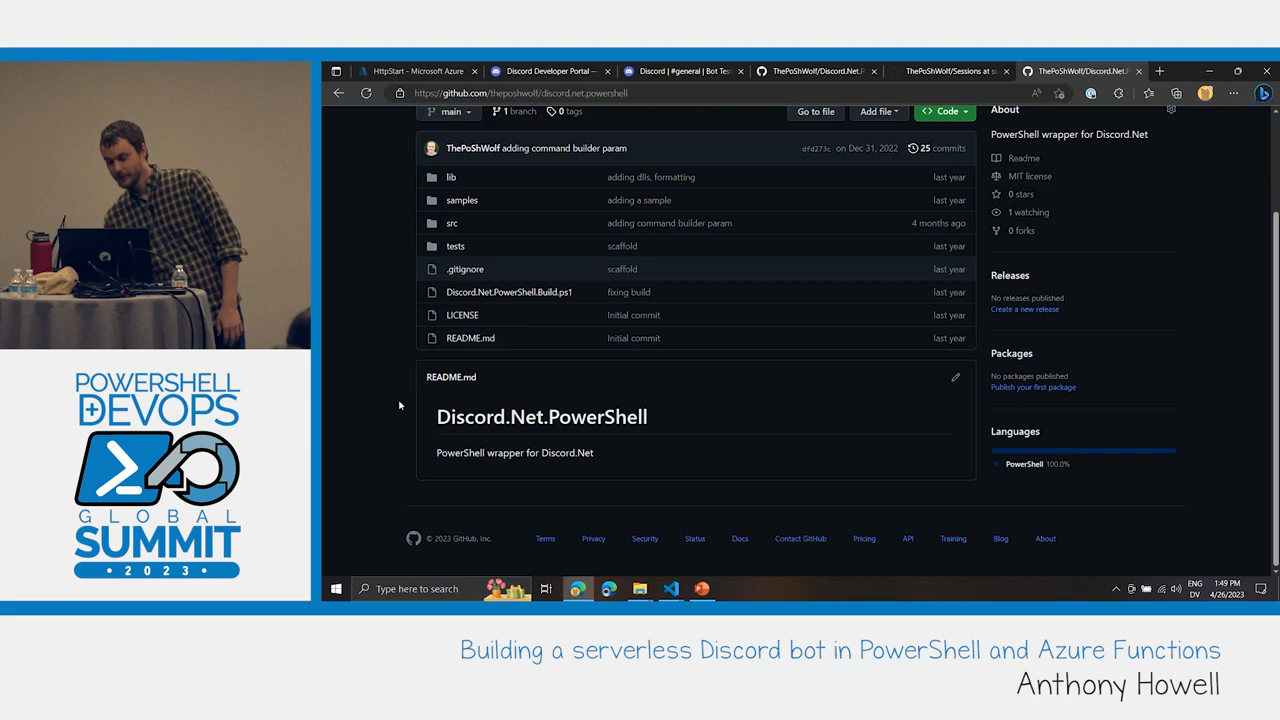 HttpStart - Microsoft Azure
Discord Developer Portal —
Discord | #general | Bot Tes
ThePoShWolf/Discord.Net.P
ThePoShWolf/Sessions at s
ThePoShWolf/Discord.Net.P
https://github.com/theposhwolf/discord.net.powershell
main
1 branch
0 tags
Go to file
Add file
<> Code
About
PowerShell wrapper for Discord.Net
Readme
MIT license
0 stars
1 watching
0 forks
ThePoShWolf adding command builder param
dfd273c on Dec 31, 2022
25 commits
lib adding dlls, formatting last year
samples adding a sample last year
src adding command builder param 4 months ago
tests scaffold last year
.gitignore scaffold last year
Discord.Net.PowerShell.Build.ps1 fixing build last year
LICENSE Initial commit last year
README.md Initial commit last year
Releases
No releases published
Create a new release
Packages
No packages published
Publish your first package
Languages
PowerShell 100.0%
README.md
Discord.Net.PowerShell
PowerShell wrapper for Discord.Net
© 2023 GitHub, Inc.
Terms
Privacy
Security
Status
Docs
Contact GitHub
Pricing
API
Training
Blog
About
Type here to search
ENG
DV
1:49 PM
4/26/2023
POWERSHELL
+DEVOPS
GLOBAL
SUMMIT
· 2023 ·
Building a serverless Discord bot in PowerShell and Azure Functions
Anthony Howell